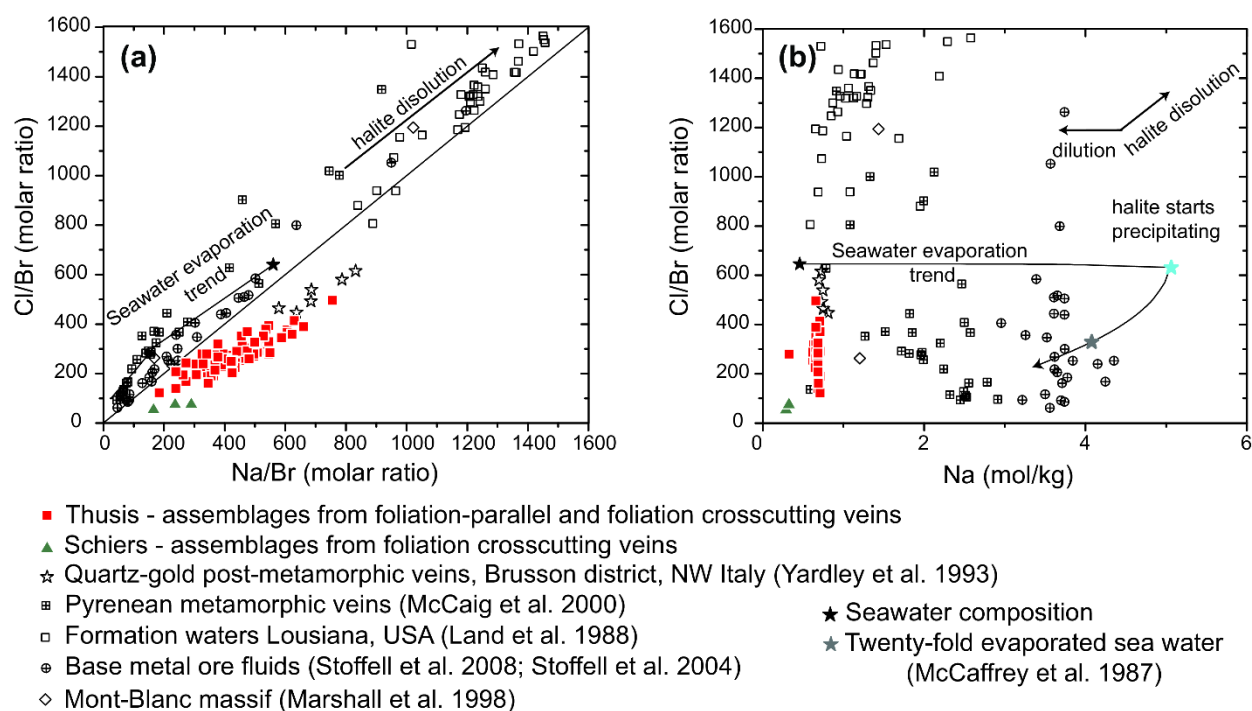 (a)
1600
1400
1200
1000
800
600
400
200
0
Cl/Br (molar ratio)
0 200 400 600 800 1000 1200 1400 1600
Na/Br (molar ratio)
halite disolution
Seawater evaporation
trend
(b)
1600
1400
1200
1000
800
600
400
200
0
Cl/Br (molar ratio)
0 2 4 6
Na (mol/kg)
dilution
halite disolution
halite starts
precipitating
Seawater evaporation
trend
Thusis - assemblages from foliation-parallel and foliation crosscutting veins
Schiers - assemblages from foliation crosscutting veins
Quartz-gold post-metamorphic veins, Brusson district, NW Italy (Yardley et al. 1993)
Pyrenean metamorphic veins (McCaig et al. 2000)
Formation waters Lousiana, USA (Land et al. 1988)
Base metal ore fluids (Stoffell et al. 2008; Stoffell et al. 2004)
Mont-Blanc massif (Marshall et al. 1998)
Seawater composition
Twenty-fold evaporated sea water
(McCaffrey et al. 1987)